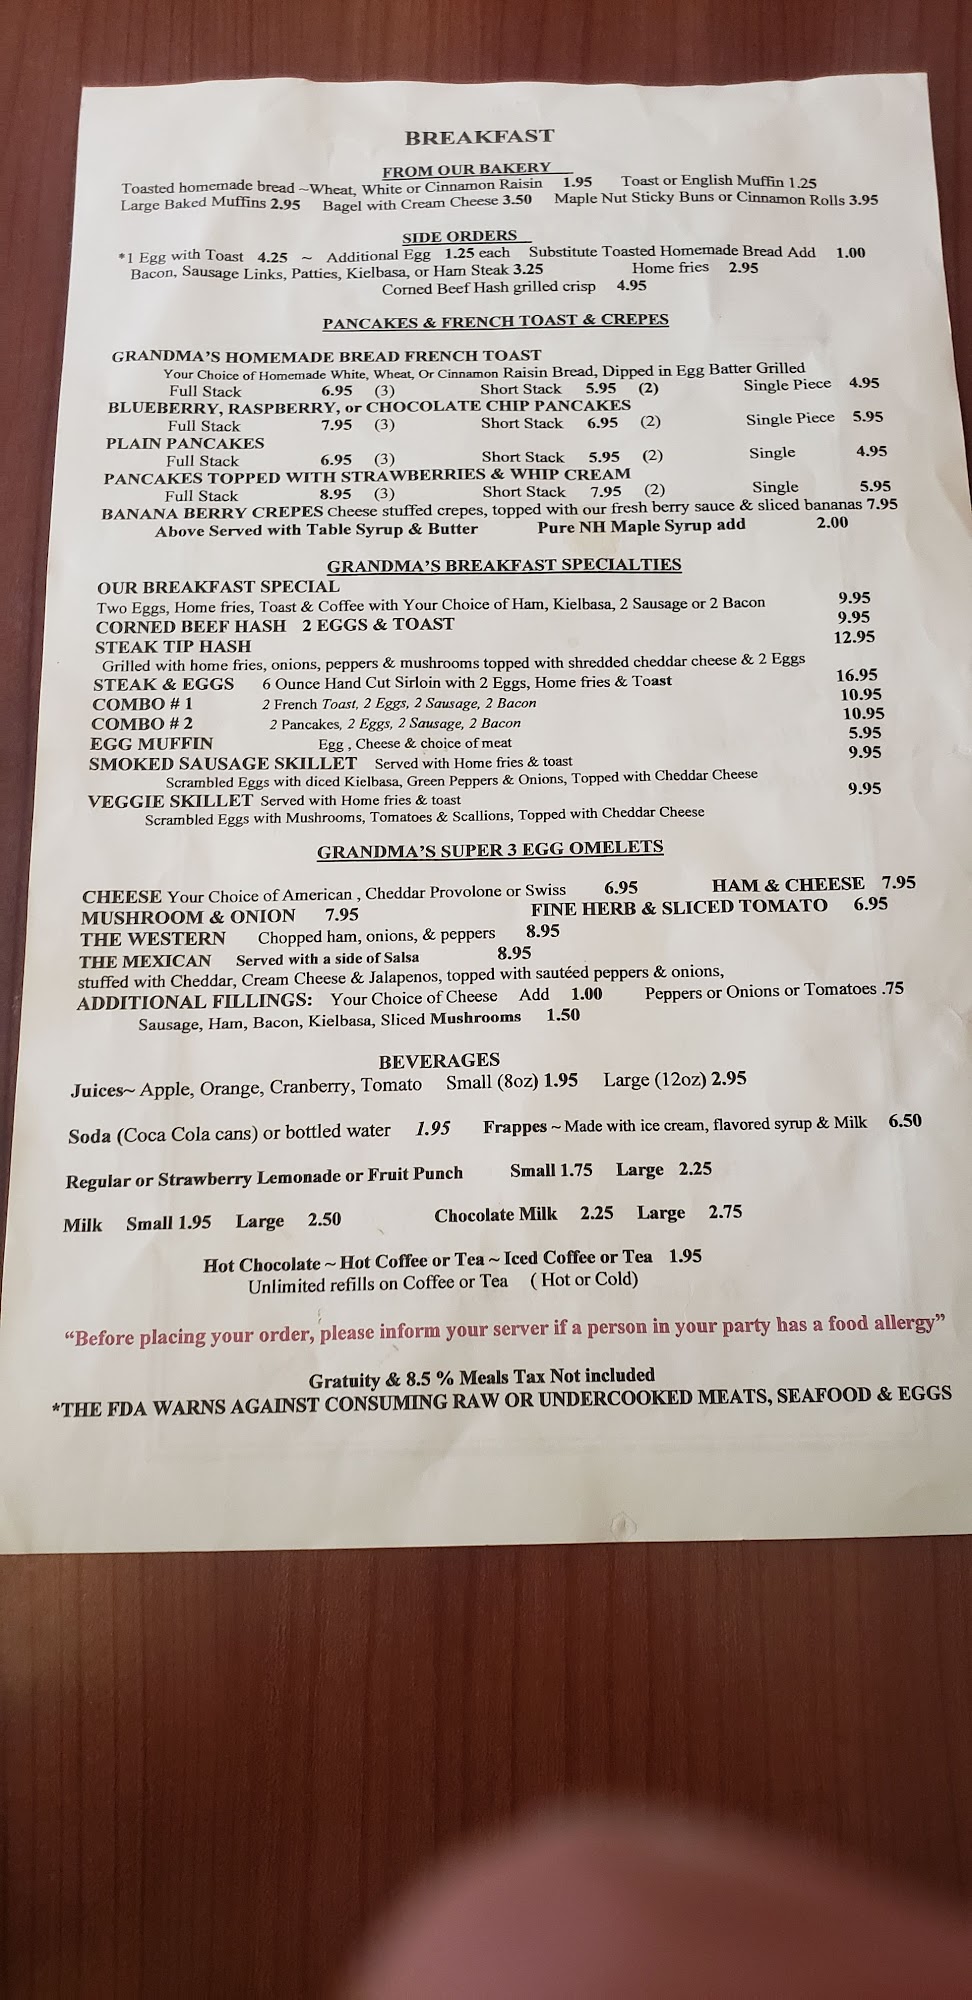 BREAKFAST
FROM OUR BAKERY
Toasted homemade bread ~Wheat, White or Cinnamon Raisin 1.95 Toast or English Muffin 1.25
Large Baked Muffins 2.95 Bagel with Cream Cheese 3.50 Maple Nut Sticky Buns or Cinnamon Rolls 3.95
SIDE ORDERS
*1 Egg with Toast 4.25 ~ Additional Egg 1.25 each Substitute Toasted Homemade Bread Add 1.00
Bacon, Sausage Links, Patties, Kielbasa, or Ham Steak 3.25 Home fries 2.95
Corned Beef Hash grilled crisp 4.95
PANCAKES & FRENCH TOAST & CREPES
GRANDMA'S HOMEMADE BREAD FRENCH TOAST
Your Choice of Homemade White, Wheat, Or Cinnamon Raisin Bread, Dipped in Egg Batter Grilled
Full Stack 6.95 (3) Short Stack 5.95 (2) Single Piece 4.95
BLUEBERRY, RASPBERRY, or CHOCOLATE CHIP PANCAKES
Full Stack 7.95 (3) Short Stack 6.95 (2) Single Piece 5.95
PLAIN PANCAKES
Full Stack 6.95 (3) Short Stack 5.95 (2) Single 4.95
PANCAKES TOPPED WITH STRAWBERRIES & WHIP CREAM
Full Stack 8.95 (3) Short Stack 7.95 (2) Single 5.95
BANANA BERRY CREPES Cheese stuffed crepes, topped with our fresh berry sauce & sliced bananas 7.95
Above Served with Table Syrup & Butter Pure NH Maple Syrup add 2.00
GRANDMA'S BREAKFAST SPECIALTIES
OUR BREAKFAST SPECIAL
Two Eggs, Home fries, Toast & Coffee with Your Choice of Ham, Kielbasa, 2 Sausage or 2 Bacon 9.95
CORNED BEEF HASH 2 EGGS & TOAST 9.95
STEAK TIP HASH 12.95
Grilled with home fries, onions, peppers & mushrooms topped with shredded cheddar cheese & 2 Eggs
STEAK & EGGS 6 Ounce Hand Cut Sirloin with 2 Eggs, Home fries & Toast 16.95
COMBO # 1 2 French Toast, 2 Eggs, 2 Sausage, 2 Bacon 10.95
COMBO # 2 2 Pancakes, 2 Eggs, 2 Sausage, 2 Bacon 10.95
EGG MUFFIN Egg , Cheese & choice of meat 5.95
SMOKED SAUSAGE SKILLET Served with Home fries & toast 9.95
Scrambled Eggs with diced Kielbasa, Green Peppers & Onions, Topped with Cheddar Cheese
VEGGIE SKILLET Served with Home fries & toast 9.95
Scrambled Eggs with Mushrooms, Tomatoes & Scallions, Topped with Cheddar Cheese
GRANDMA'S SUPER 3 EGG OMELETS
CHEESE Your Choice of American , Cheddar Provolone or Swiss 6.95 HAM & CHEESE 7.95
MUSHROOM & ONION 7.95 FINE HERB & SLICED TOMATO 6.95
THE WESTERN Chopped ham, onions, & peppers 8.95
THE MEXICAN Served with a side of Salsa 8.95
stuffed with Cheddar, Cream Cheese & Jalapenos, topped with sautéed peppers & onions,
ADDITIONAL FILLINGS: Your Choice of Cheese Add 1.00 Peppers or Onions or Tomatoes .75
Sausage, Ham, Bacon, Kielbasa, Sliced Mushrooms 1.50
BEVERAGES
Juices~ Apple, Orange, Cranberry, Tomato Small (8oz) 1.95 Large (12oz) 2.95
Soda (Coca Cola cans) or bottled water 1.95 Frappes ~ Made with ice cream, flavored syrup & Milk 6.50
Regular or Strawberry Lemonade or Fruit Punch Small 1.75 Large 2.25
Milk Small 1.95 Large 2.50 Chocolate Milk 2.25 Large 2.75
Hot Chocolate ~ Hot Coffee or Tea ~ Iced Coffee or Tea 1.95
Unlimited refills on Coffee or Tea ( Hot or Cold)
“Before placing your order, please inform your server if a person in your party has a food allergy”
Gratuity & 8.5 % Meals Tax Not included
*THE FDA WARNS AGAINST CONSUMING RAW OR UNDERCOOKED MEATS, SEAFOOD & EGGS